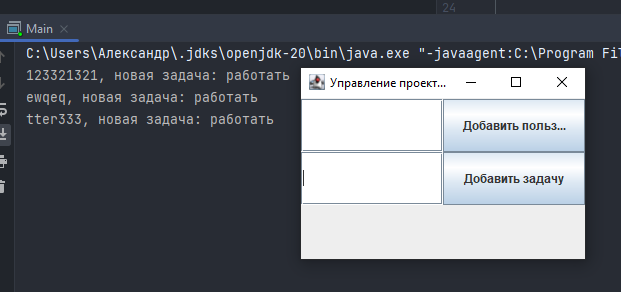 24
Main
C:\Users\Александр\.jdks\openjdk-20\bin\java.exe "-javaagent:C:\Program Fil
123321321, новая задача: работать
ewqeq, новая задача: работать
tter333, новая задача: работать
Управление проект...
Добавить польз...
Добавить задачу